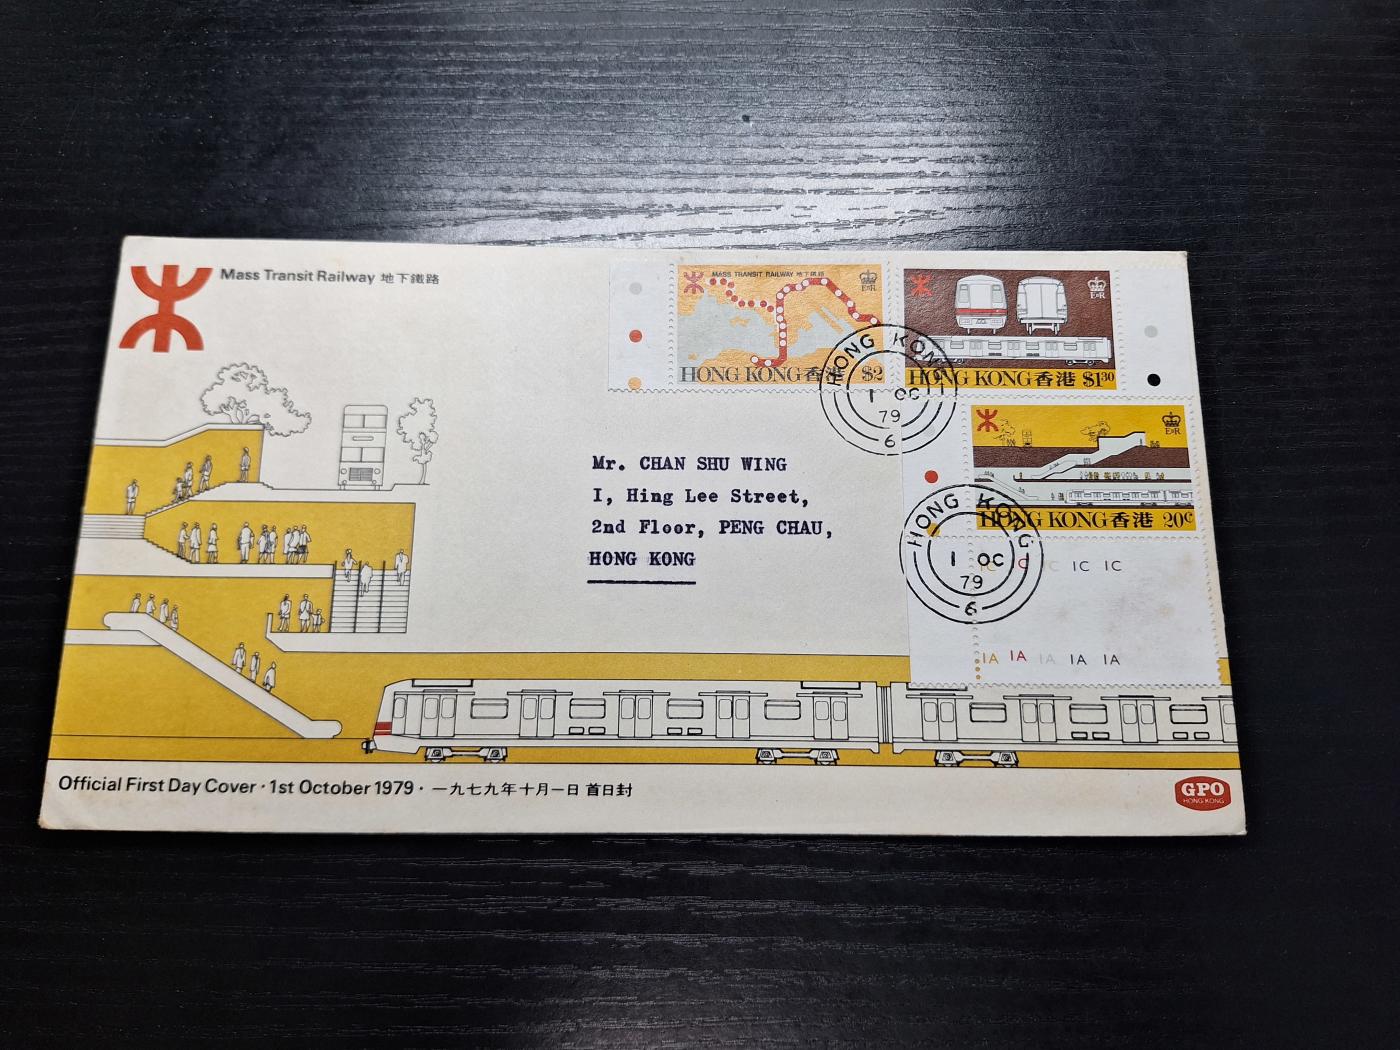 Mass Transit Railway 地下鐵路
MASS TRANSIT RAILWAY 地下鐵路
E R
HONG KONG 香港 $2
E R
HONG KONG 香港 $130
E R
HONG KONG 香港 20c
HONG KONG
1 OC
79
6
HONG KONG
1 OC
79
6
Mr. CHAN SHU WING
I, Hing Lee Street,
2nd Floor, PENG CHAU,
HONG KONG
1C 1C 1C 1C 1C
1A 1A 1A 1A 1A
Official First Day Cover · 1st October 1979 · 一九七九年十月一日 首日封
GPO
HONG KONG